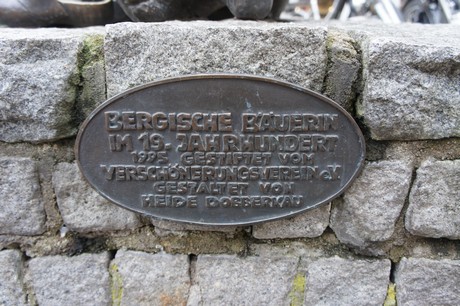 BERGISCHE BÄUERIN
IM 19. JAHRHUNDERT
1995 GESTIFTET VOM
VERSCHÖNERUNGSVEREIN e.V.
GESTALTET VON
HEIDE DOBBERKAU